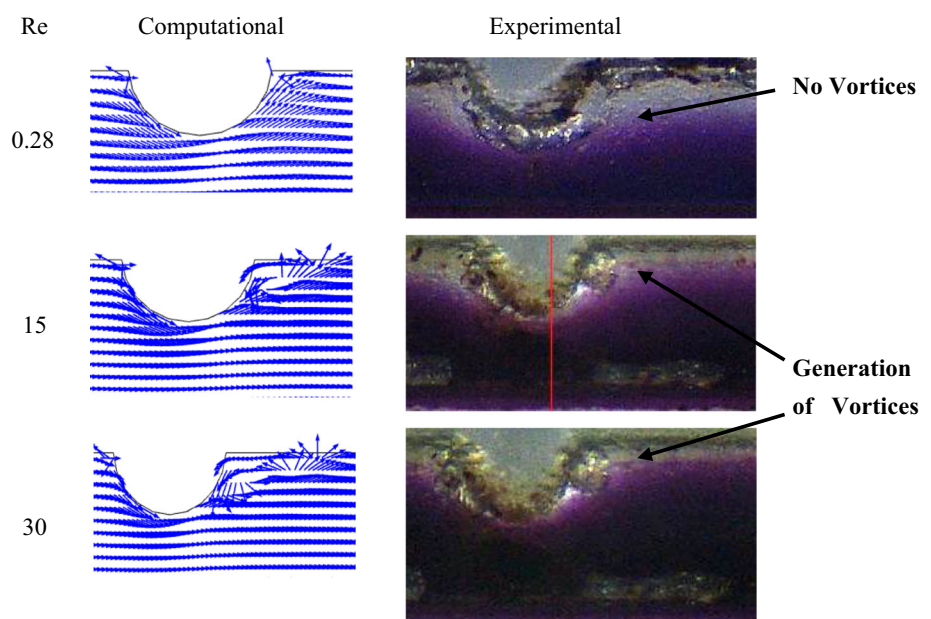 Re Computational Experimental
No Vortices
0.28
15
Generation
of Vortices
30